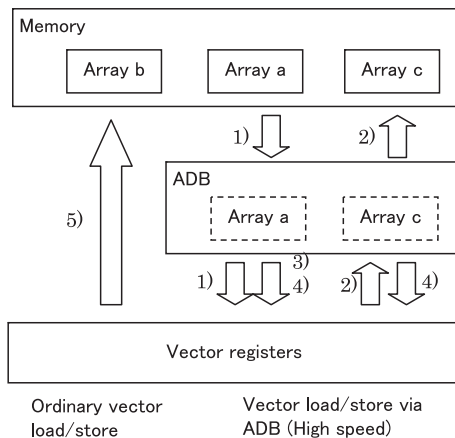 Memory
Array b
Array a
Array c
1)
2)
ADB
5)
Array a
Array c
3)
1)
4)
2)
4)
Vector registers
Ordinary vector
load/store
Vector load/store via
ADB (High speed)